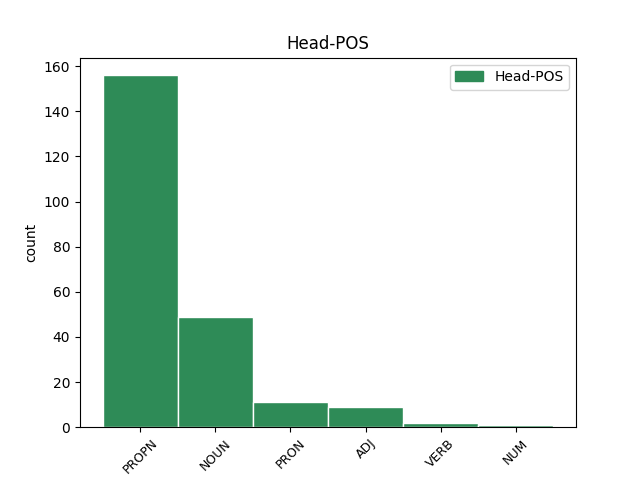 Head-POS
Head-POS
160
140
120
100
80
60
40
20
0
count
PROPN
NOUN
PRON
ADJ
VERB
NUM